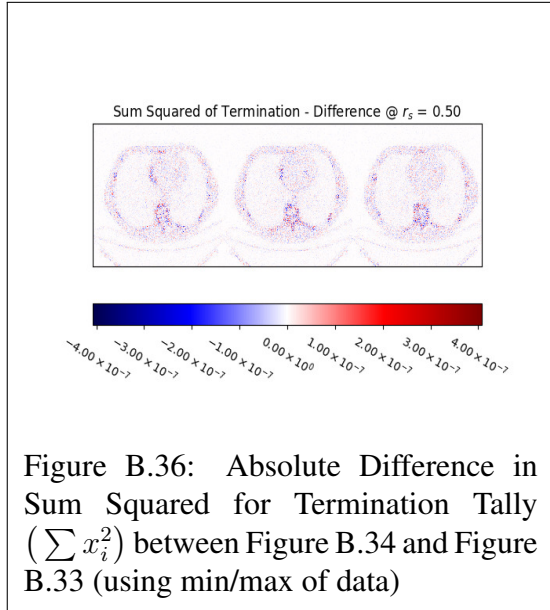 Sum Squared of Termination - Difference @ r_s = 0.50
−4.00 × 10⁻⁷
−3.00 × 10⁻⁷
−2.00 × 10⁻⁷
−1.00 × 10⁻⁷
0.00 × 10⁰
1.00 × 10⁻⁷
2.00 × 10⁻⁷
3.00 × 10⁻⁷
4.00 × 10⁻⁷
Figure B.36: Absolute Difference in
Sum Squared for Termination Tally
(∑ x_i^2) between Figure B.34 and Figure
B.33 (using min/max of data)